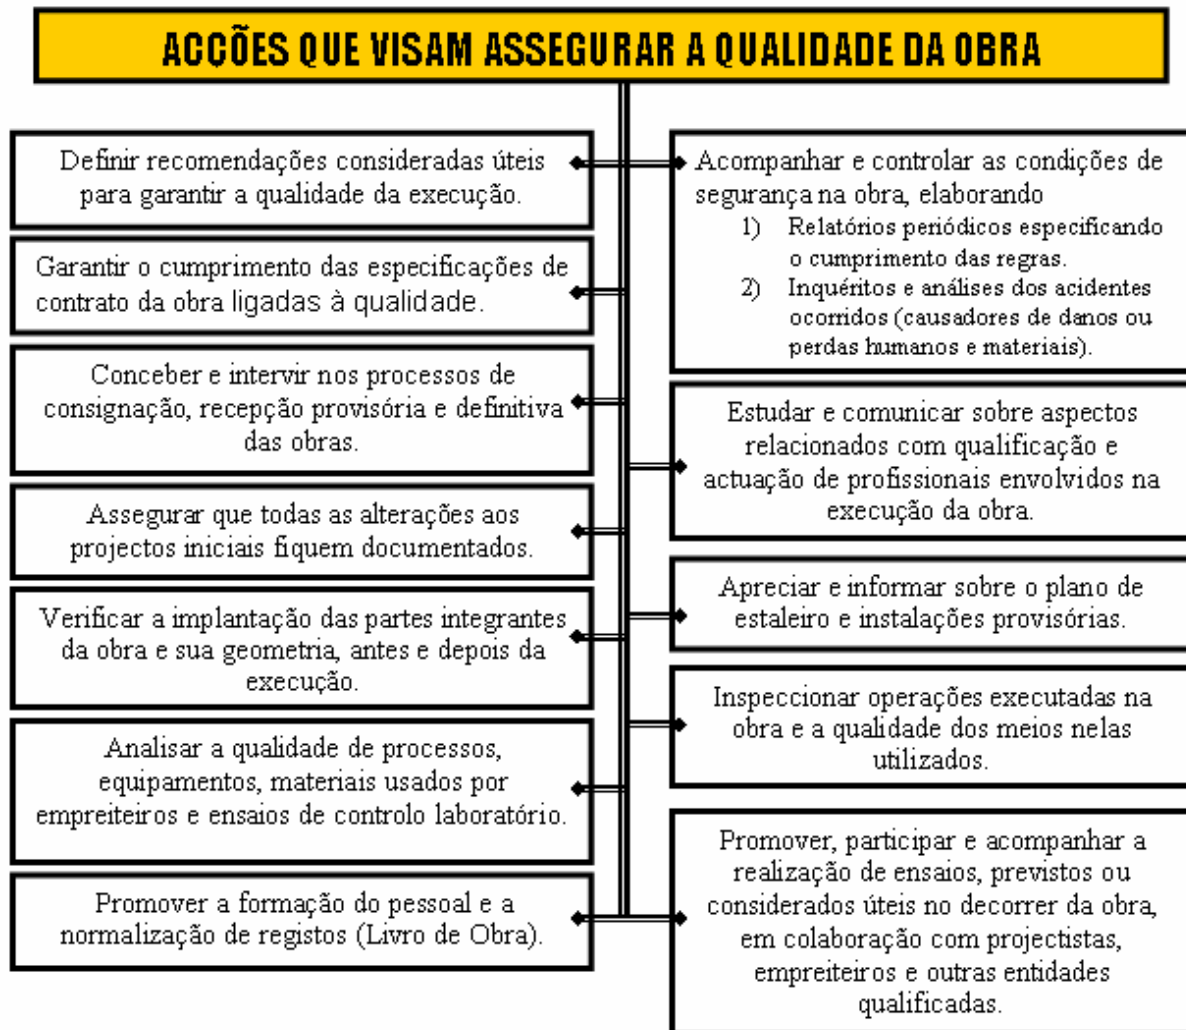 ACÇÕES QUE VISAM ASSEGURAR A QUALIDADE DA OBRA
Definir recomendações consideradas úteis
para garantir a qualidade da execução.
Garantir o cumprimento das especificações de
contrato da obra ligadas à qualidade.
Conceber e intervir nos processos de
consignação, recepção provisória e definitiva
das obras.
Assegurar que todas as alterações aos
projectos iniciais fiquem documentados.
Verificar a implantação das partes integrantes
da obra e sua geometria, antes e depois da
execução.
Analisar a qualidade de processos,
equipamentos, materiais usados por
empreiteiros e ensaios de controlo laboratório.
Promover a formação do pessoal e a
normalização de registos (Livro de Obra).
Acompanhar e controlar as condições de
segurança na obra, elaborando
1) Relatórios periódicos especificando
o cumprimento das regras.
2) Inquéritos e análises dos acidentes
ocorridos (causadores de danos ou
perdas humanos e materiais).
Estudar e comunicar sobre aspectos
relacionados com qualificação e
actuação de profissionais envolvidos na
execução da obra.
Apreciar e informar sobre o plano de
estaleiro e instalações provisórias.
Inspeccionar operações executadas na
obra e a qualidade dos meios nelas
utilizados.
Promover, participar e acompanhar a
realização de ensaios, previstos ou
considerados úteis no decorrer da obra,
em colaboração com projectistas,
empreiteiros e outras entidades
qualificadas.